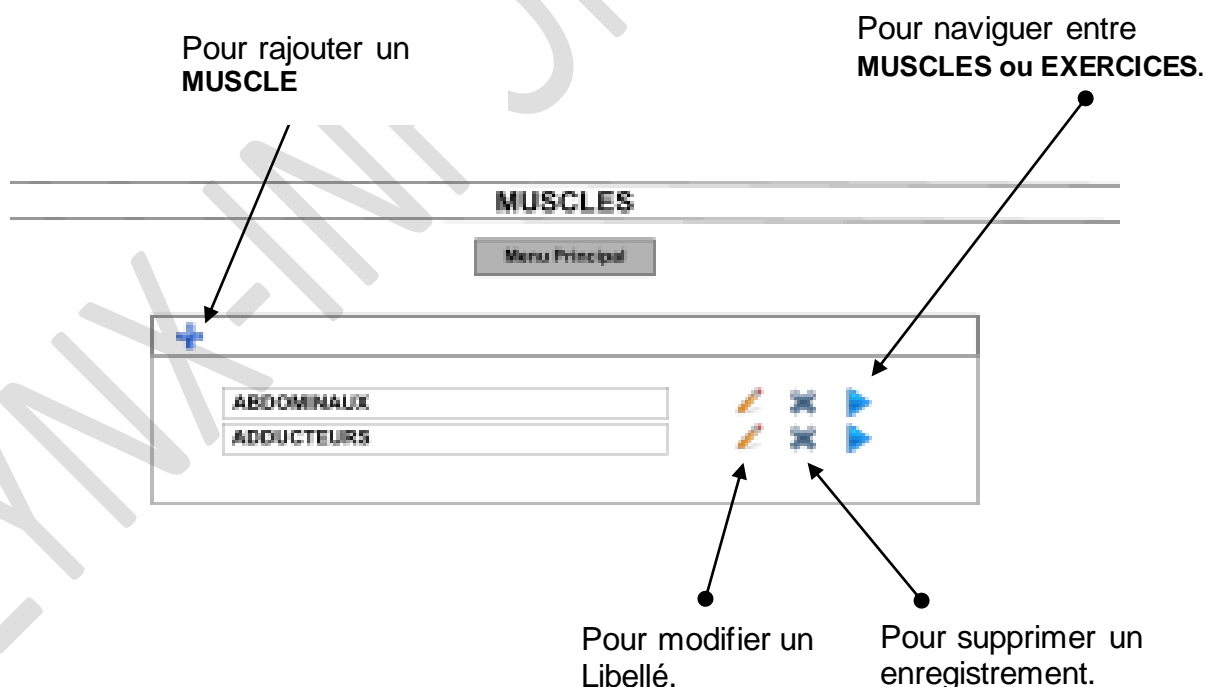 Pour rajouter un
MUSCLE
Pour naviguer entre
MUSCLES ou EXERCICES.
MUSCLES
Menu Principal
ABDOMINAUX
ADDUCTEURS
Pour modifier un
Libellé.
Pour supprimer un
enregistrement.